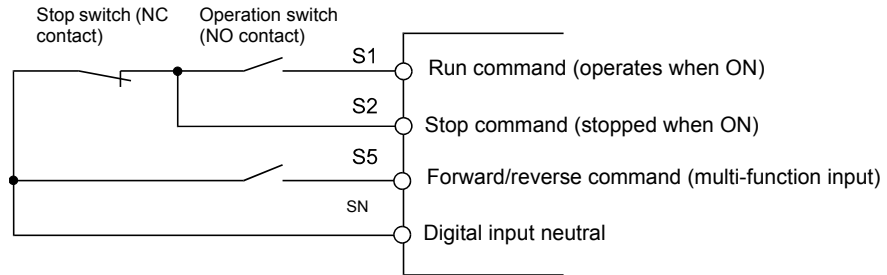 Stop switch (NC
contact)
Operation switch
(NO contact)
S1
Run command (operates when ON)
S2
Stop command (stopped when ON)
S5
Forward/reverse command (multi-function input)
SN
Digital input neutral